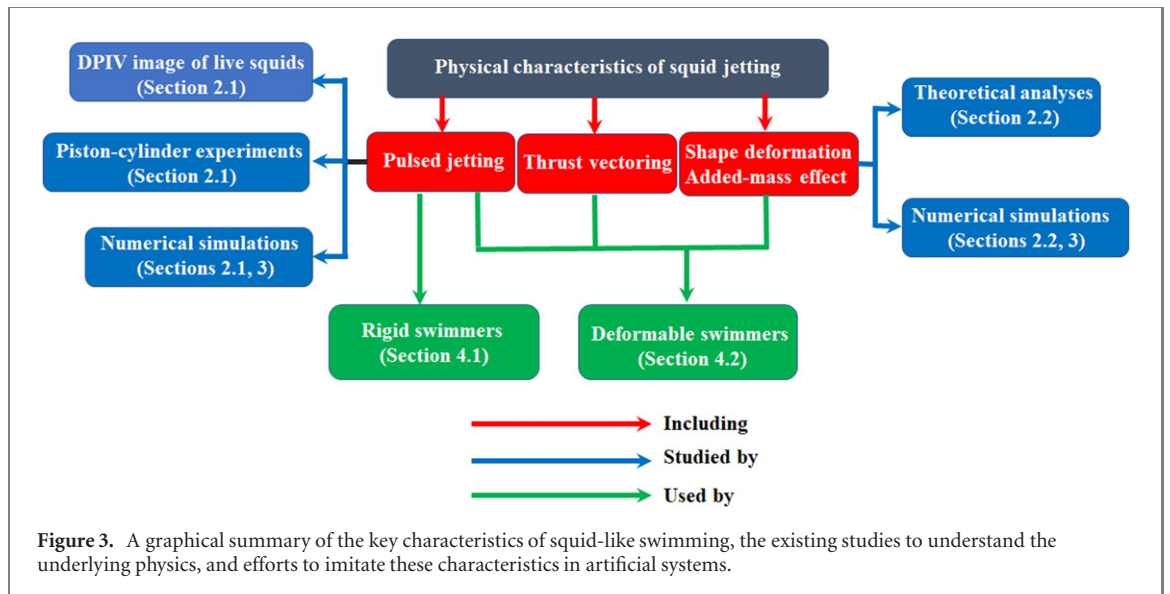 Physical characteristics of squid jetting
DPIV image of live squids
(Section 2.1)
Piston-cylinder experiments
(Section 2.1)
Numerical simulations
(Sections 2.1, 3)
Pulsed jetting
Thrust vectoring
Shape deformation
Added-mass effect
Theoretical analyses
(Section 2.2)
Numerical simulations
(Sections 2.2, 3)
Rigid swimmers
(Section 4.1)
Deformable swimmers
(Section 4.2)
Including
Studied by
Used by
Figure 3. A graphical summary of the key characteristics of squid-like swimming, the existing studies to understand the
underlying physics, and efforts to imitate these characteristics in artificial systems.